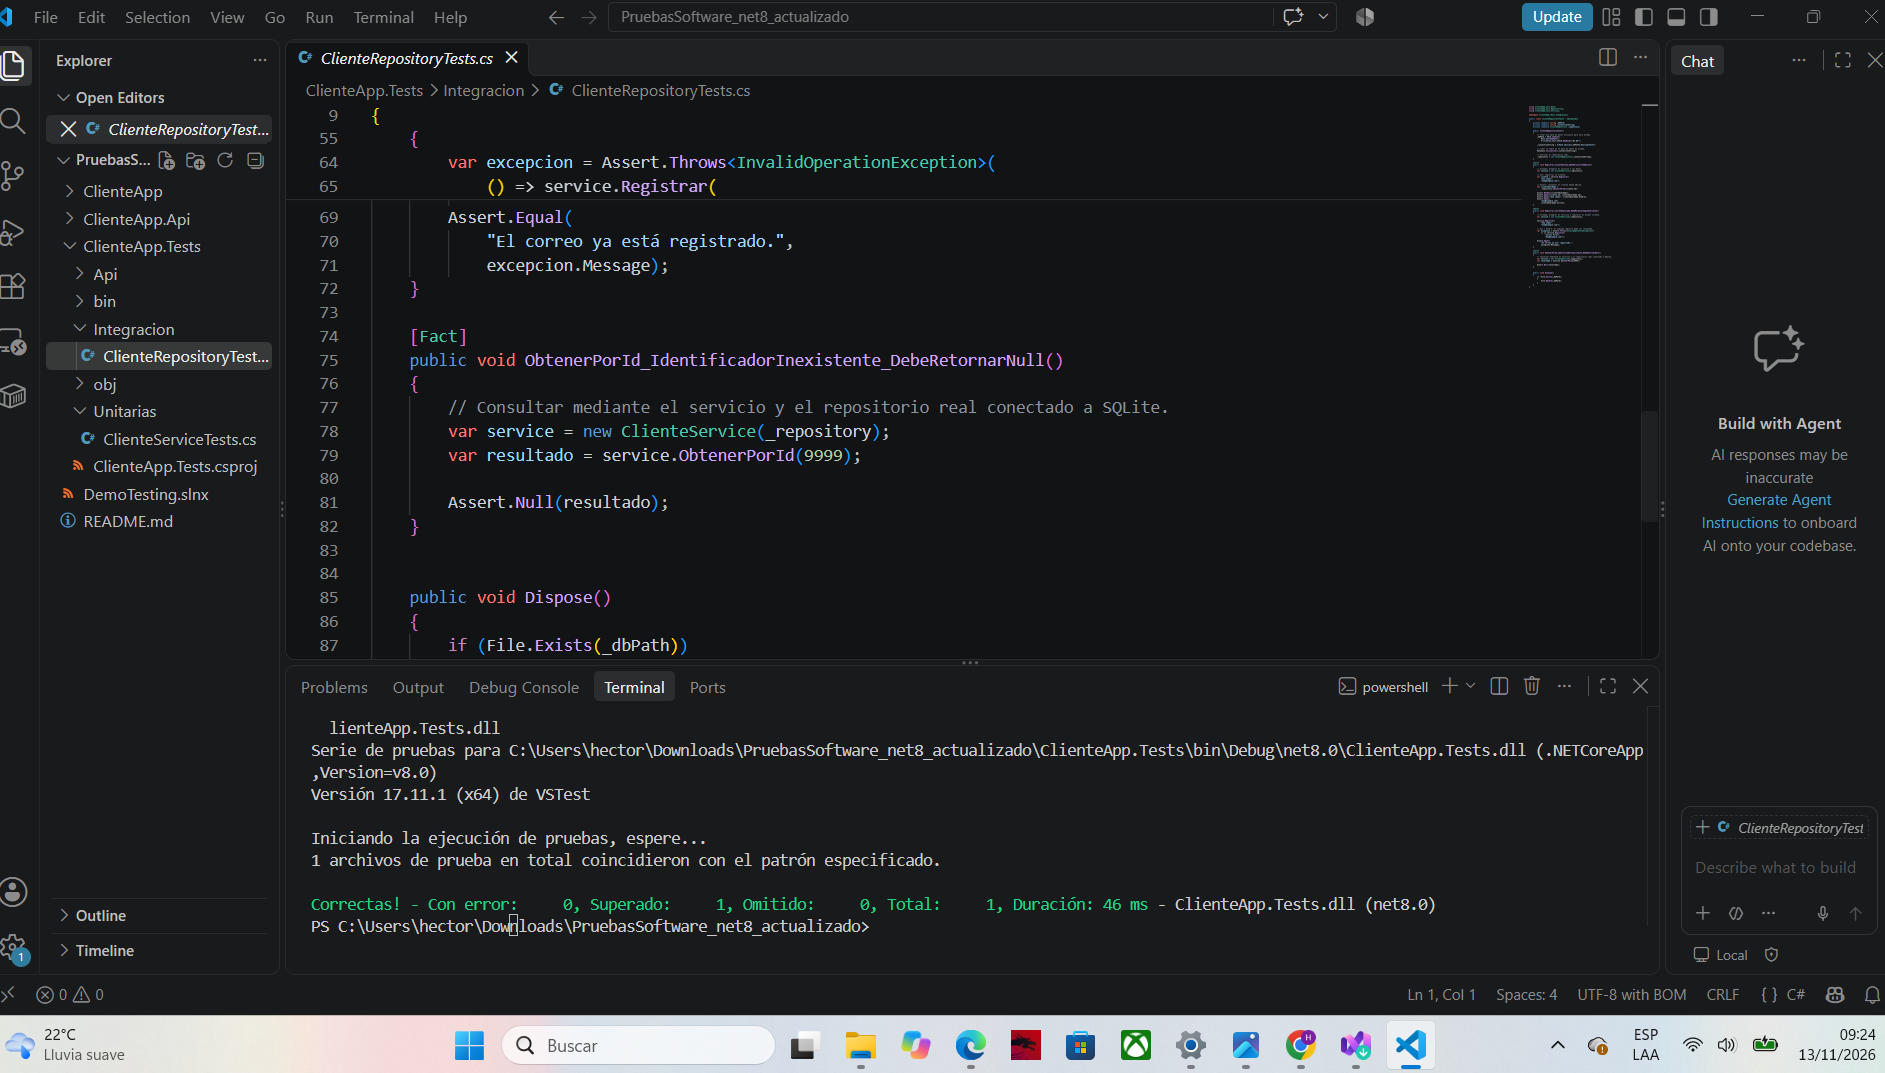 File Edit Selection View Go Run Terminal Help
PruebasSoftware_net8_actualizado
Update
Explorer
Open Editors
ClienteRepositoryTest...
PruebasS...
ClienteApp
ClienteApp.Api
ClienteApp.Tests
Api
bin
Integracion
ClienteRepositoryTest...
obj
Unitarias
ClienteServiceTests.cs
ClienteApp.Tests.csproj
DemoTesting.slnx
README.md
Outline
Timeline
ClienteRepositoryTests.cs
ClienteApp.Tests > Integracion > ClienteRepositoryTests.cs
9 {
55 {
64 var excepcion = Assert.Throws<InvalidOperationException>(
65 () => service.Registrar(
69 Assert.Equal(
70 "El correo ya está registrado.",
71 excepcion.Message);
72 }
73
74 [Fact]
75 public void ObtenerPorId_IdentificadorInexistente_DebeRetornarNull()
76 {
77 // Consultar mediante el servicio y el repositorio real conectado a SQLite.
78 var service = new ClienteService(_repository);
79 var resultado = service.ObtenerPorId(9999);
80
81 Assert.Null(resultado);
82 }
83
84
85 public void Dispose()
86 {
87 if (File.Exists(_dbPath))
Problems Output Debug Console Terminal Ports
powershell
lienteApp.Tests.dll
Serie de pruebas para C:\Users\hector\Downloads\PruebasSoftware_net8_actualizado\ClienteApp.Tests\bin\Debug\net8.0\ClienteApp.Tests.dll (.NETCoreApp
,Version=v8.0)
Versión 17.11.1 (x64) de VSTest
Iniciando la ejecución de pruebas, espere...
1 archivos de prueba en total coincidieron con el patrón especificado.
Correctas! - Con error: 0, Superado: 1, Omitido: 0, Total: 1, Duración: 46 ms - ClienteApp.Tests.dll (net8.0)
PS C:\Users\hector\Downloads\PruebasSoftware_net8_actualizado>
Chat
Build with Agent
AI responses may be
inaccurate
Generate Agent
Instructions to onboard
AI onto your codebase.
ClienteRepositoryTest
Describe what to build
Local
1
0 0
Ln 1, Col 1 Spaces: 4 UTF-8 with BOM CRLF { } C#
22°C
Lluvia suave
Buscar
H
ESP
LAA
09:24
13/11/2026